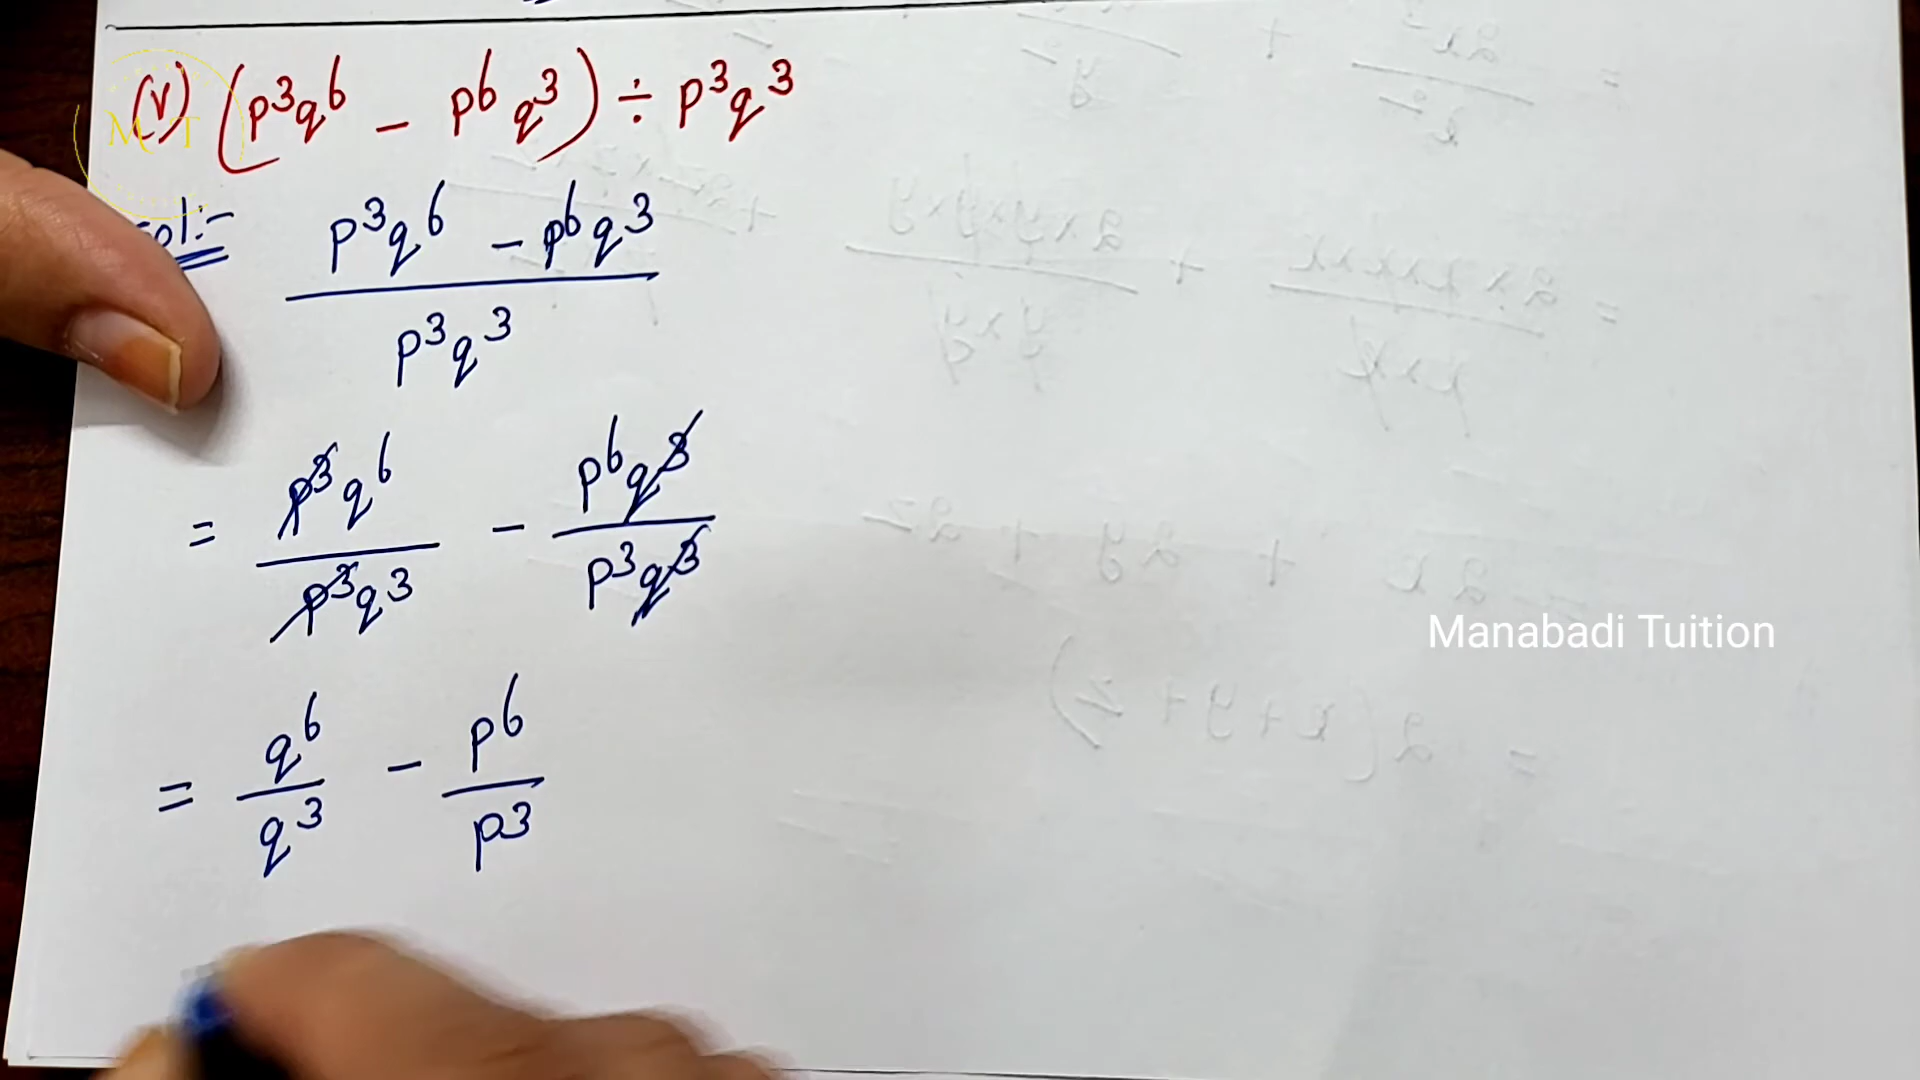 (v) (p³q⁶ - p⁶q³) ÷ p³q³
Sol:-
p³q⁶ - p⁶q³
p³q³
= p³q⁶ / p³q³ - p⁶q³ / p³q³
= q⁶ / q³ - p⁶ / p³
M T
Manabadi Tuition